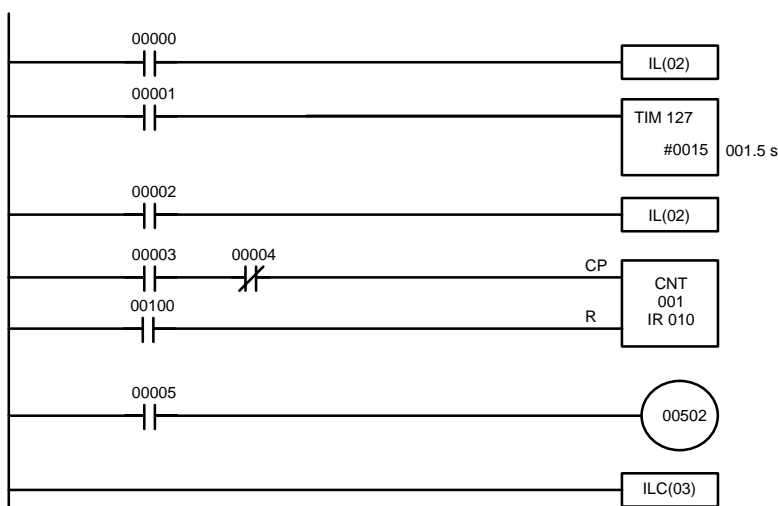 00000
IL(02)
00001
TIM 127
#0015 001.5 s
00002
IL(02)
00003 00004
CP
CNT
001
IR 010
00100
R
00005
00502
ILC(03)